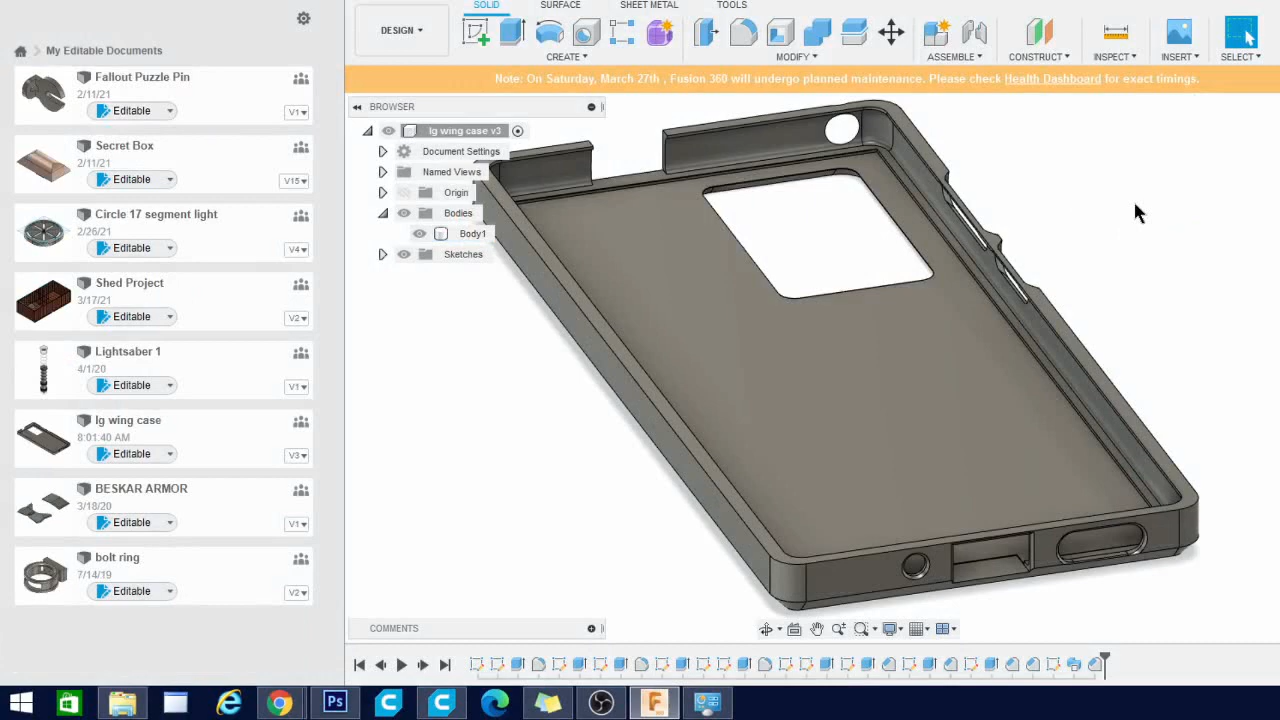 SOLID SURFACE SHEET METAL TOOLS
DESIGN
CREATE MODIFY ASSEMBLE CONSTRUCT INSPECT INSERT SELECT
Note: On Saturday, March 27th , Fusion 360 will undergo planned maintenance. Please check Health Dashboard for exact timings.
My Editable Documents
Fallout Puzzle Pin
2/11/21
Editable
V1
Secret Box
2/11/21
Editable
V15
Circle 17 segment light
2/26/21
Editable
V4
Shed Project
3/17/21
Editable
V2
Lightsaber 1
4/1/20
Editable
V1
lg wing case
8:01:40 AM
Editable
V3
BESKAR ARMOR
3/18/20
Editable
V1
bolt ring
7/14/19
Editable
V2
BROWSER
lg wing case v3
Document Settings
Named Views
Origin
Bodies
Body1
Sketches
COMMENTS
Ps